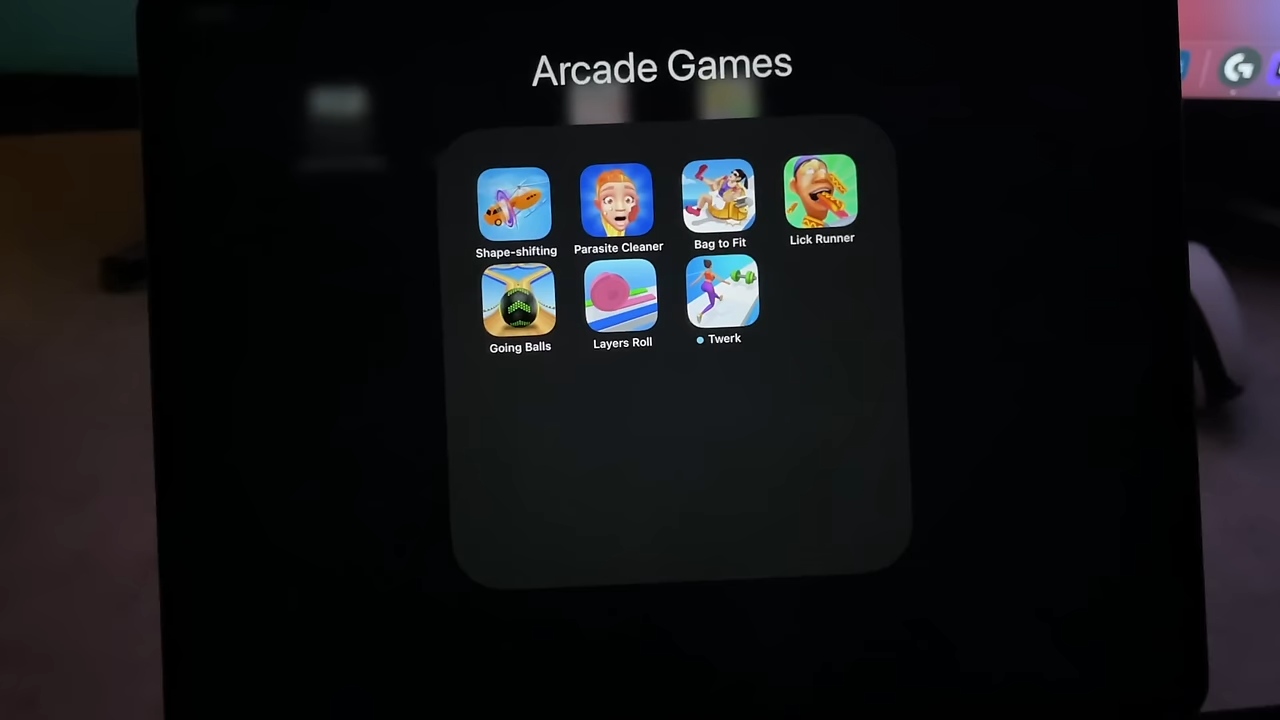 Arcade Games
Shape-shifting
Parasite Cleaner
Bag to Fit
Lick Runner
Going Balls
Layers Roll
Twerk